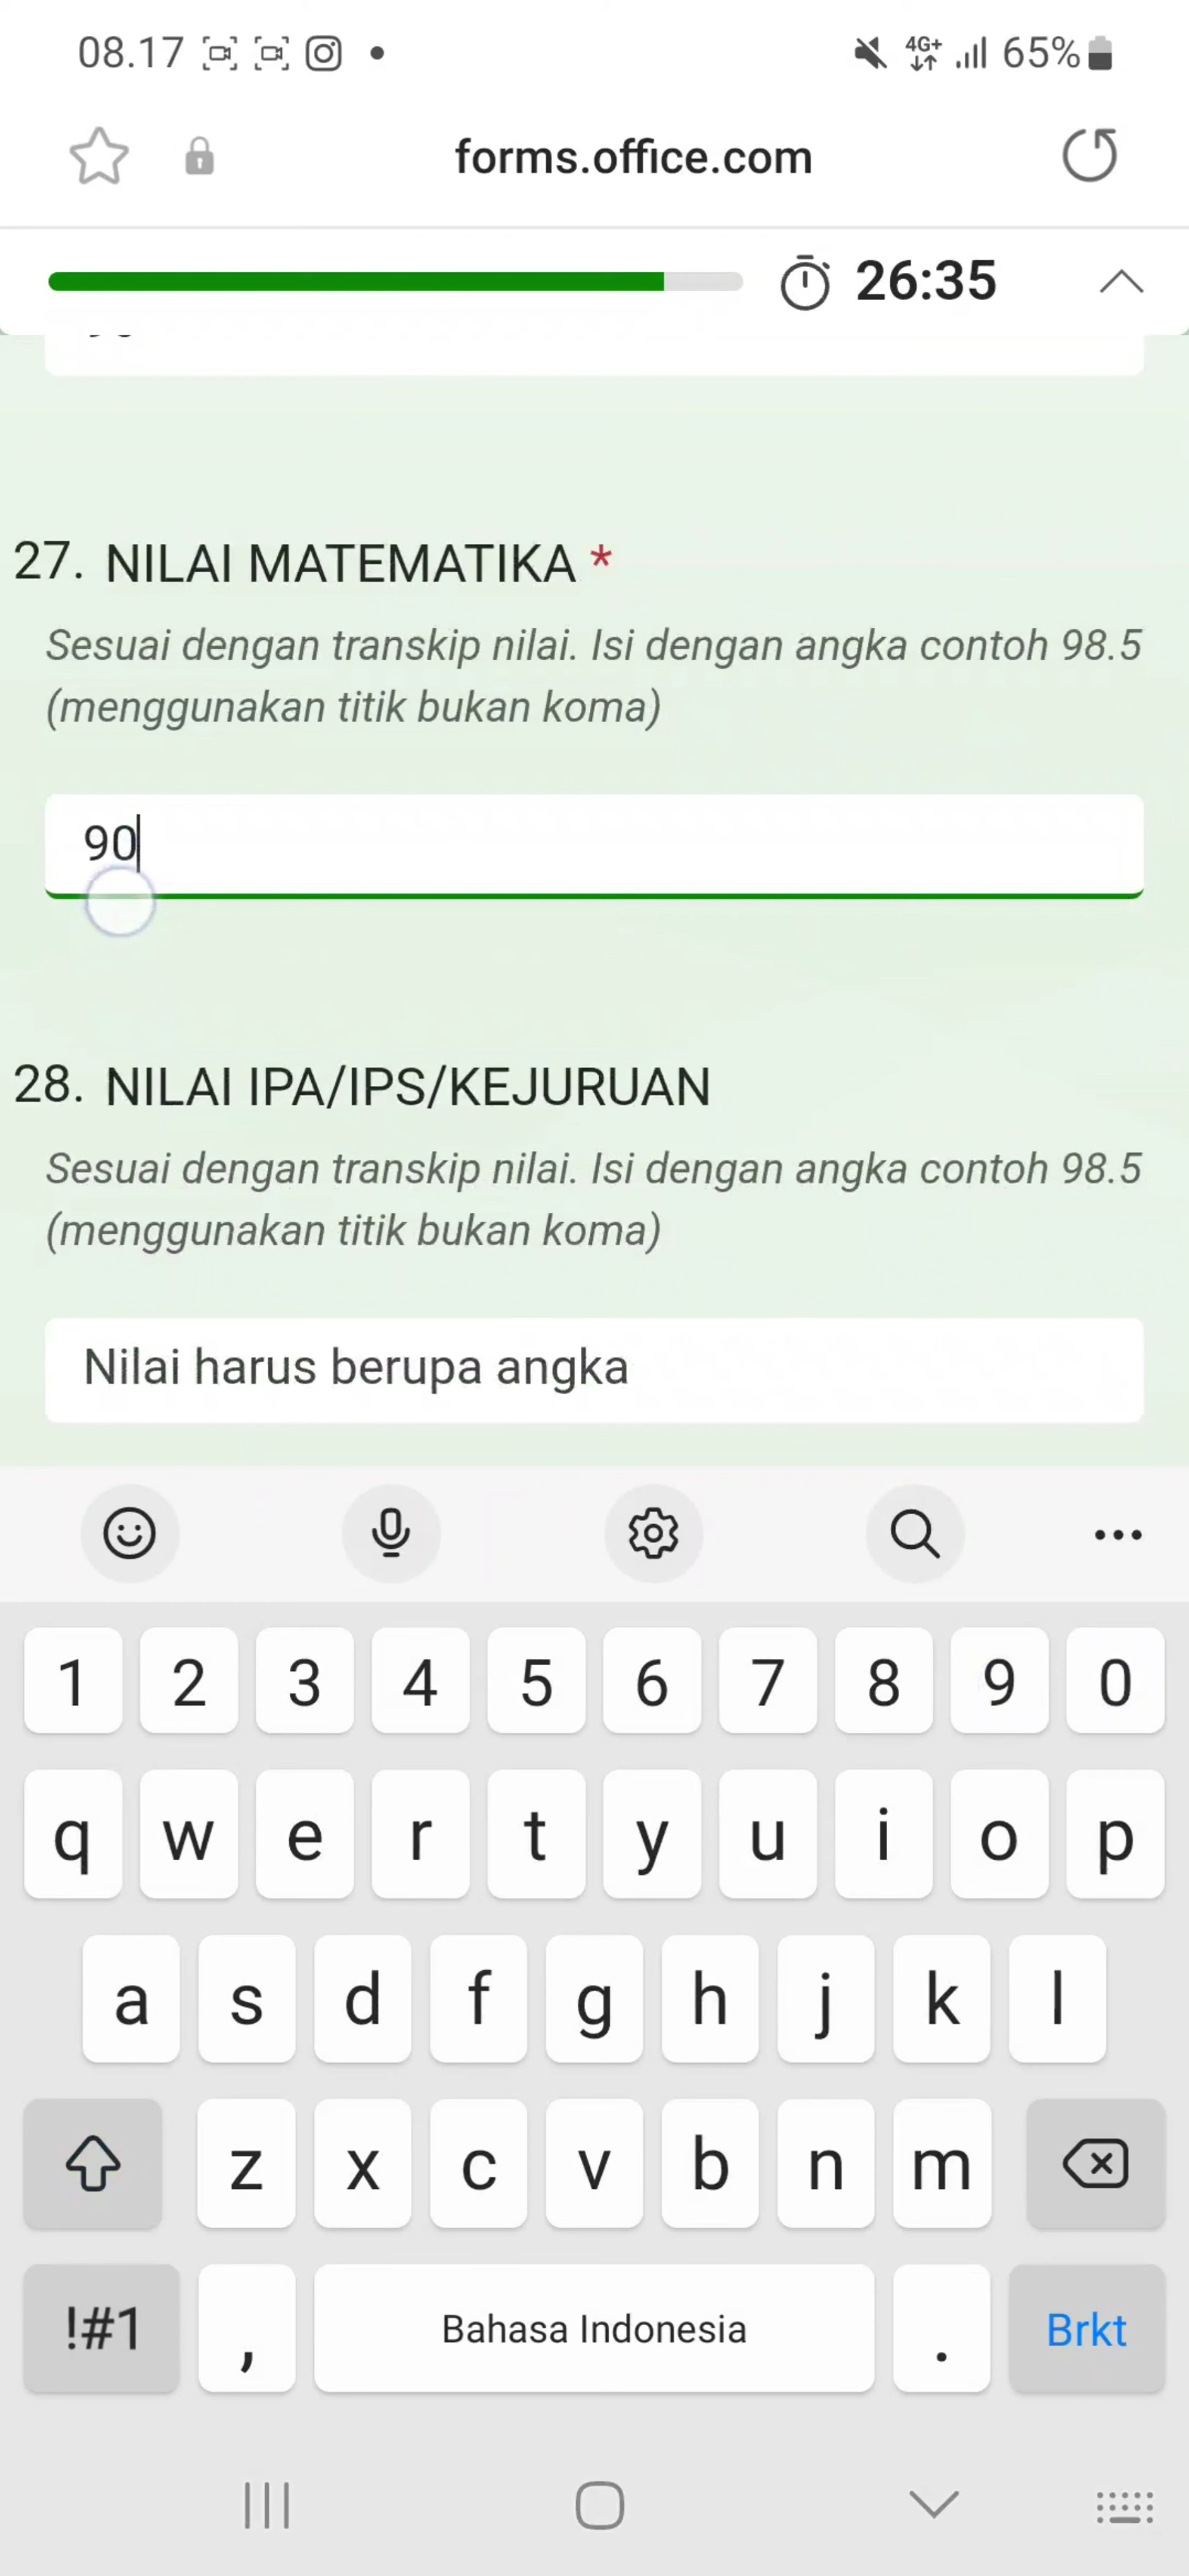 08.17
4G+
65%
forms.office.com
26:35
27. NILAI MATEMATIKA *
Sesuai dengan transkip nilai. Isi dengan angka contoh 98.5
(menggunakan titik bukan koma)
90
28. NILAI IPA/IPS/KEJURUAN
Sesuai dengan transkip nilai. Isi dengan angka contoh 98.5
(menggunakan titik bukan koma)
Nilai harus berupa angka
1 2 3 4 5 6 7 8 9 0
q w e r t y u i o p
a s d f g h j k l
z x c v b n m
!#1 , Bahasa Indonesia . Brkt